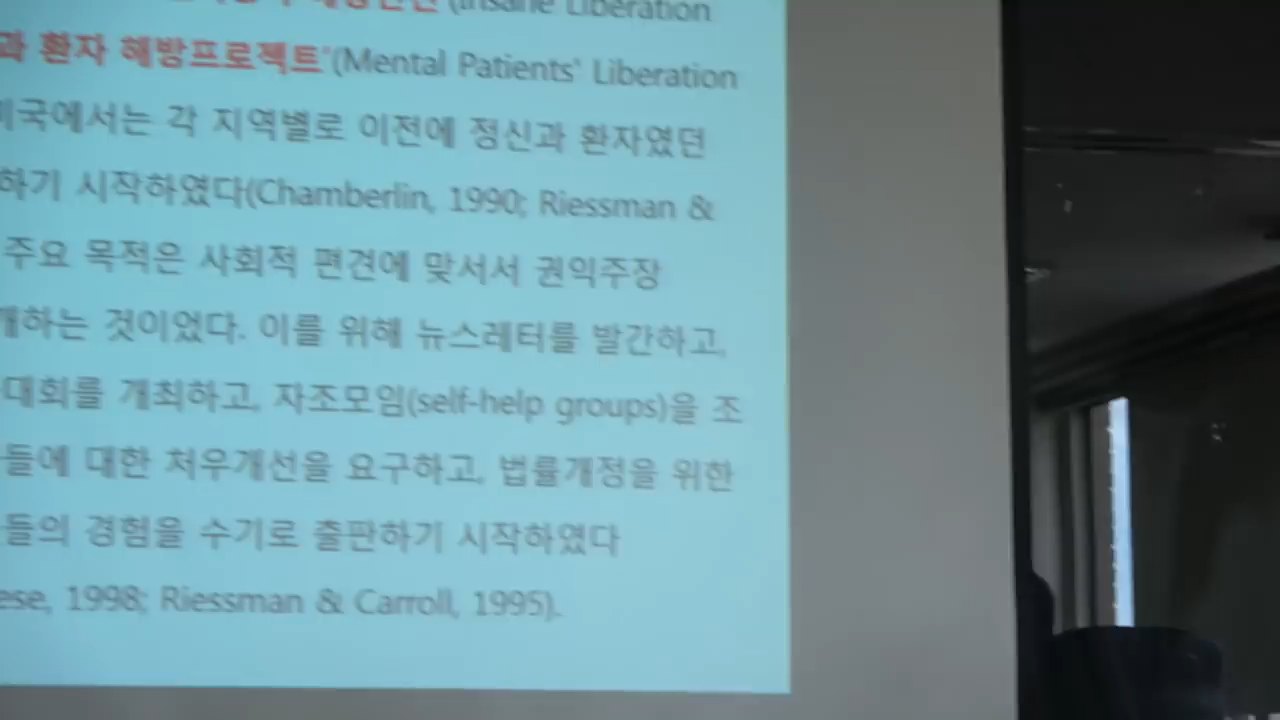 (Insane Liberation
과 환자 해방프로젝트'(Mental Patients' Liberation
미국에서는 각 지역별로 이전에 정신과 환자였던
하기 시작하였다(Chamberlin, 1990; Riessman &
주요 목적은 사회적 편견에 맞서서 권익주장
개하는 것이었다. 이를 위해 뉴스레터를 발간하고,
대회를 개최하고, 자조모임(self-help groups)을 조
들에 대한 처우개선을 요구하고, 법률개정을 위한
들의 경험을 수기로 출판하기 시작하였다
ese, 1998; Riessman & Carroll, 1995).